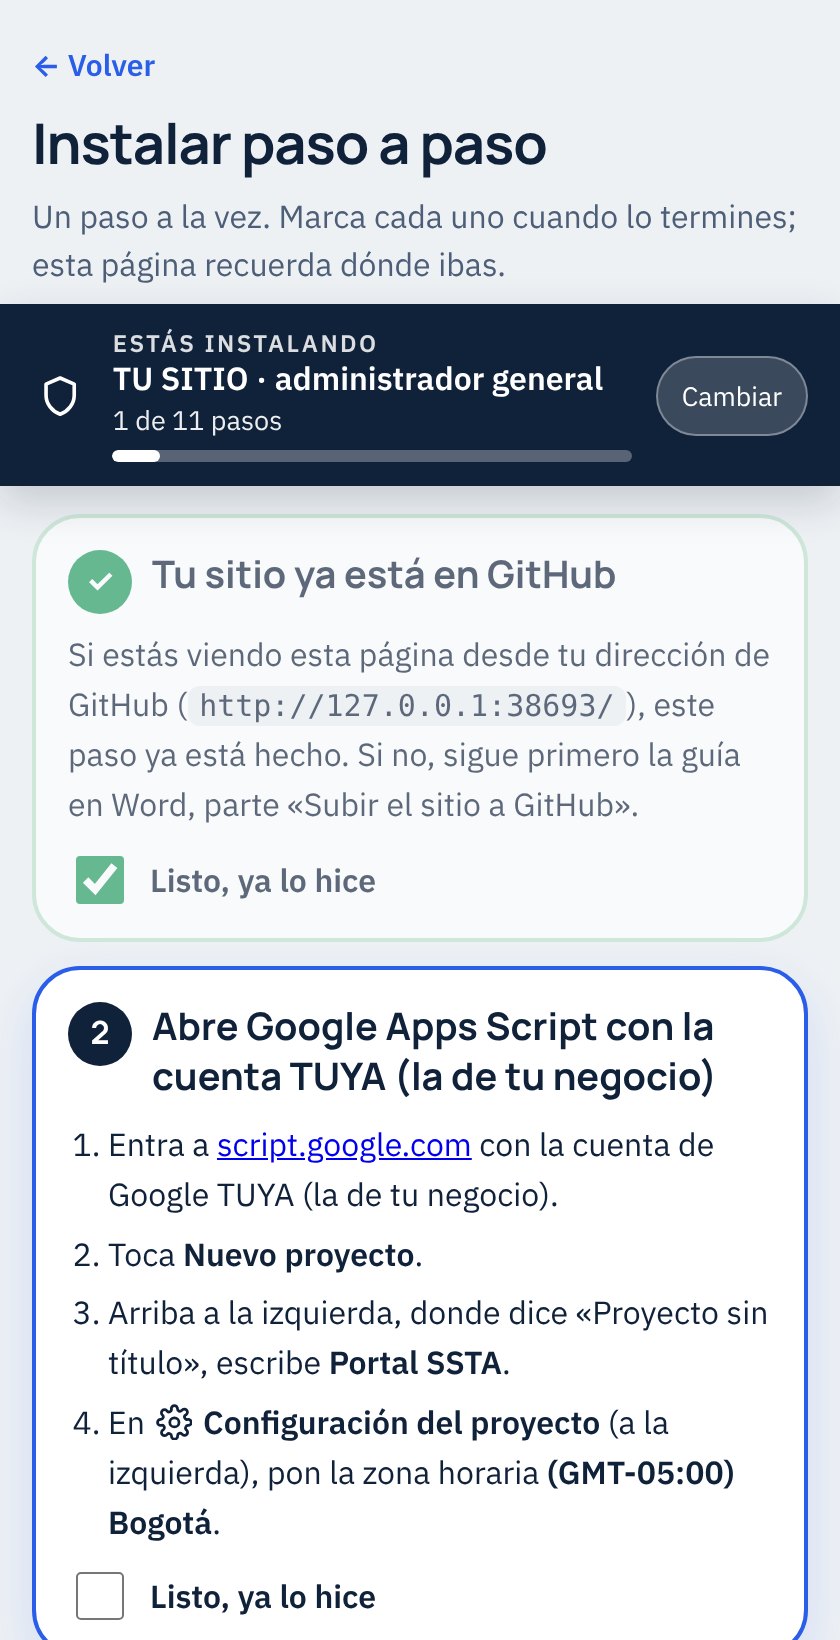 ← Volver
Instalar paso a paso
Un paso a la vez. Marca cada uno cuando lo termines;
esta página recuerda dónde ibas.
ESTÁS INSTALANDO
TU SITIO · administrador general
1 de 11 pasos
Cambiar
Tu sitio ya está en GitHub
Si estás viendo esta página desde tu dirección de
GitHub ( http://127.0.0.1:38693/ ), este
paso ya está hecho. Si no, sigue primero la guía
en Word, parte «Subir el sitio a GitHub».
Listo, ya lo hice
2 Abre Google Apps Script con la
cuenta TUYA (la de tu negocio)
1. Entra a script.google.com con la cuenta de
Google TUYA (la de tu negocio).
2. Toca Nuevo proyecto.
3. Arriba a la izquierda, donde dice «Proyecto sin
título», escribe Portal SSTA.
4. En Configuración del proyecto (a la
izquierda), pon la zona horaria (GMT-05:00)
Bogotá.
Listo, ya lo hice